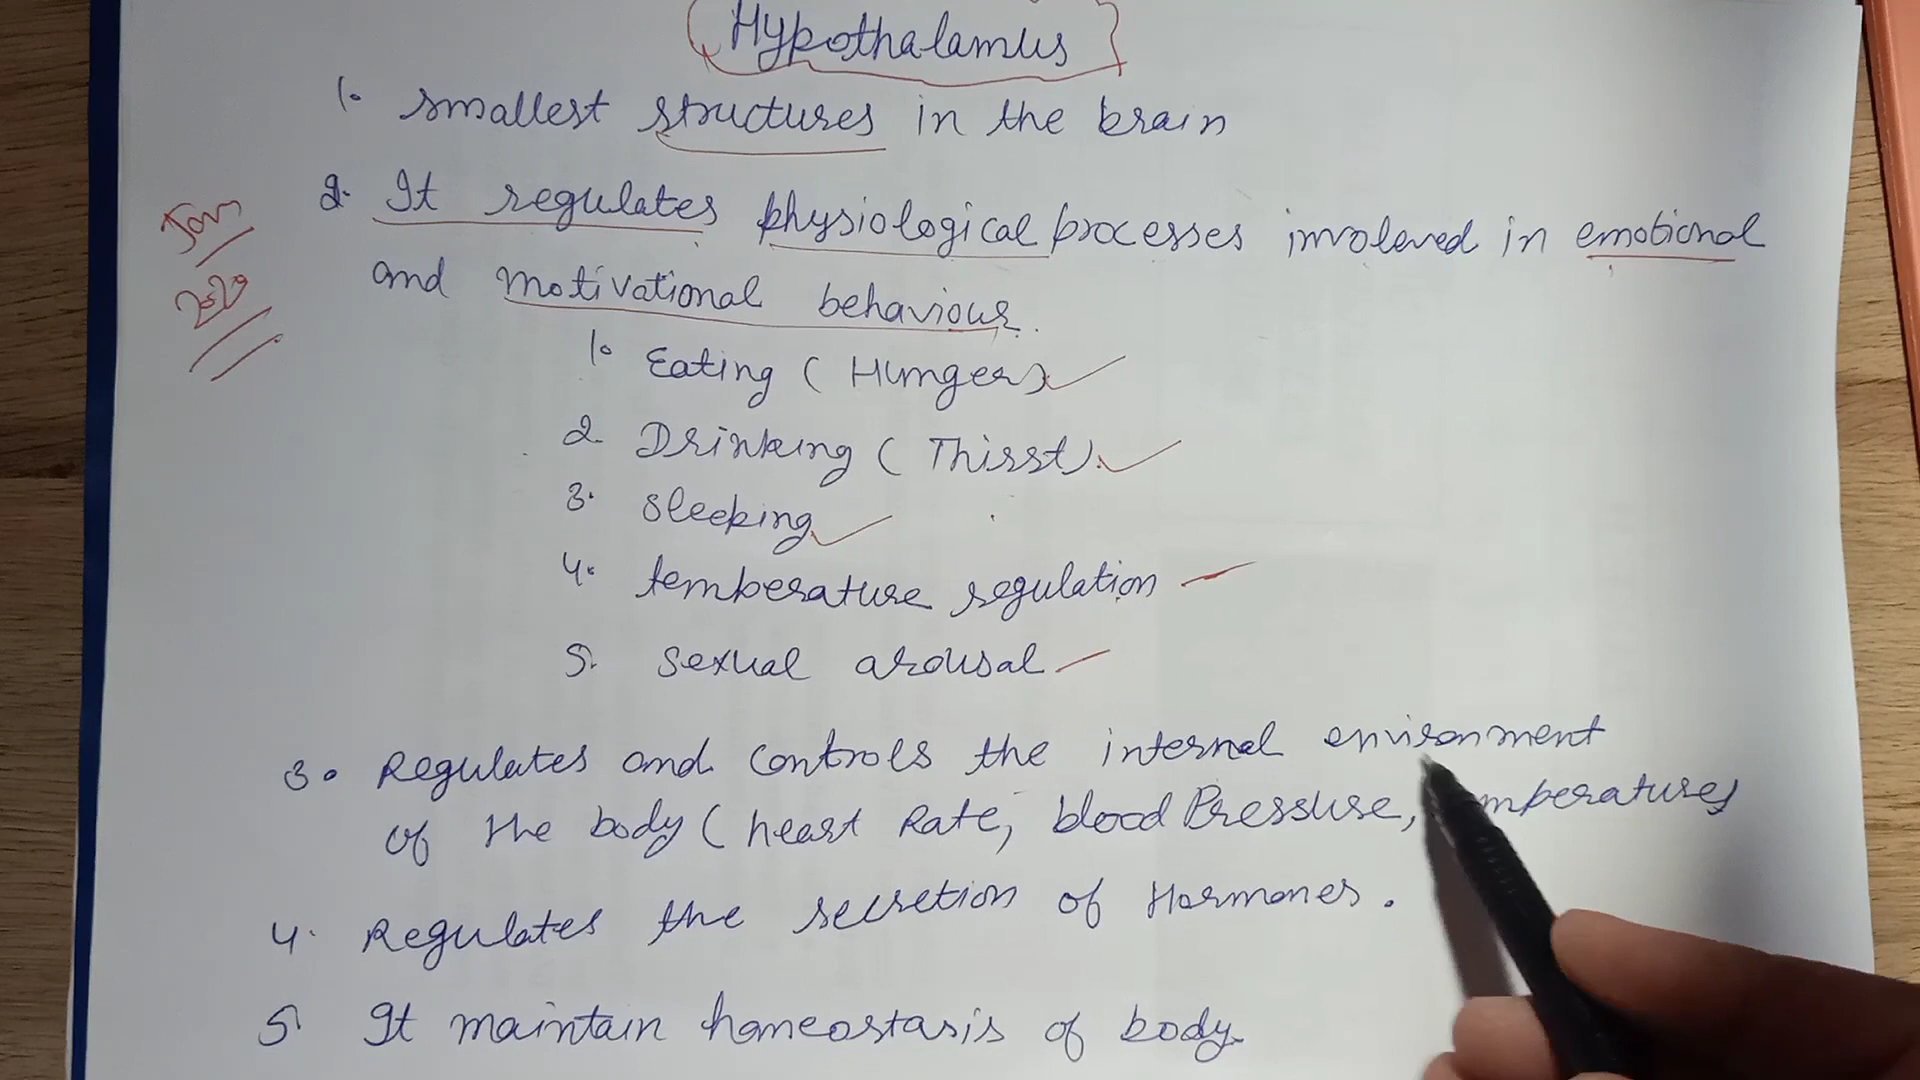 Hypothalamus
1. smallest structures in the brain
2. It regulates physiological processes involeved in emotional
and motivational behaviour.
1. Eating (Hunger)
2. Drinking (Thirst)
3. Sleeping
4. temperature regulation
5. Sexual arousal
3. Regulates and controls the internal environment
of the body (heart Rate, blood Pressure,
4. Regulates the secretion of Hormones.
5. It maintain homeostasis of body.